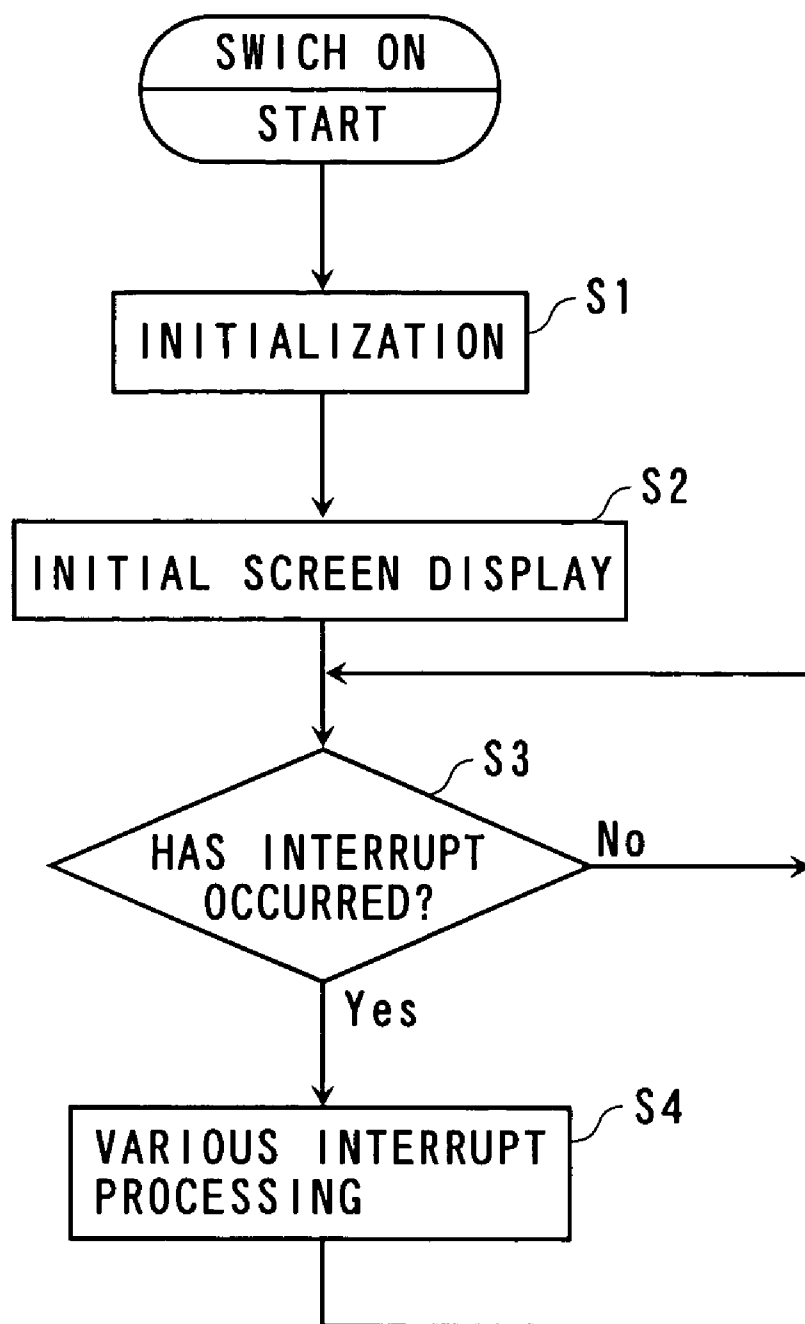 SWICH ON
START
S1
INITIALIZATION
S2
INITIAL SCREEN DISPLAY
S3
HAS INTERRUPT
OCCURRED?
No
Yes
S4
VARIOUS INTERRUPT
PROCESSING